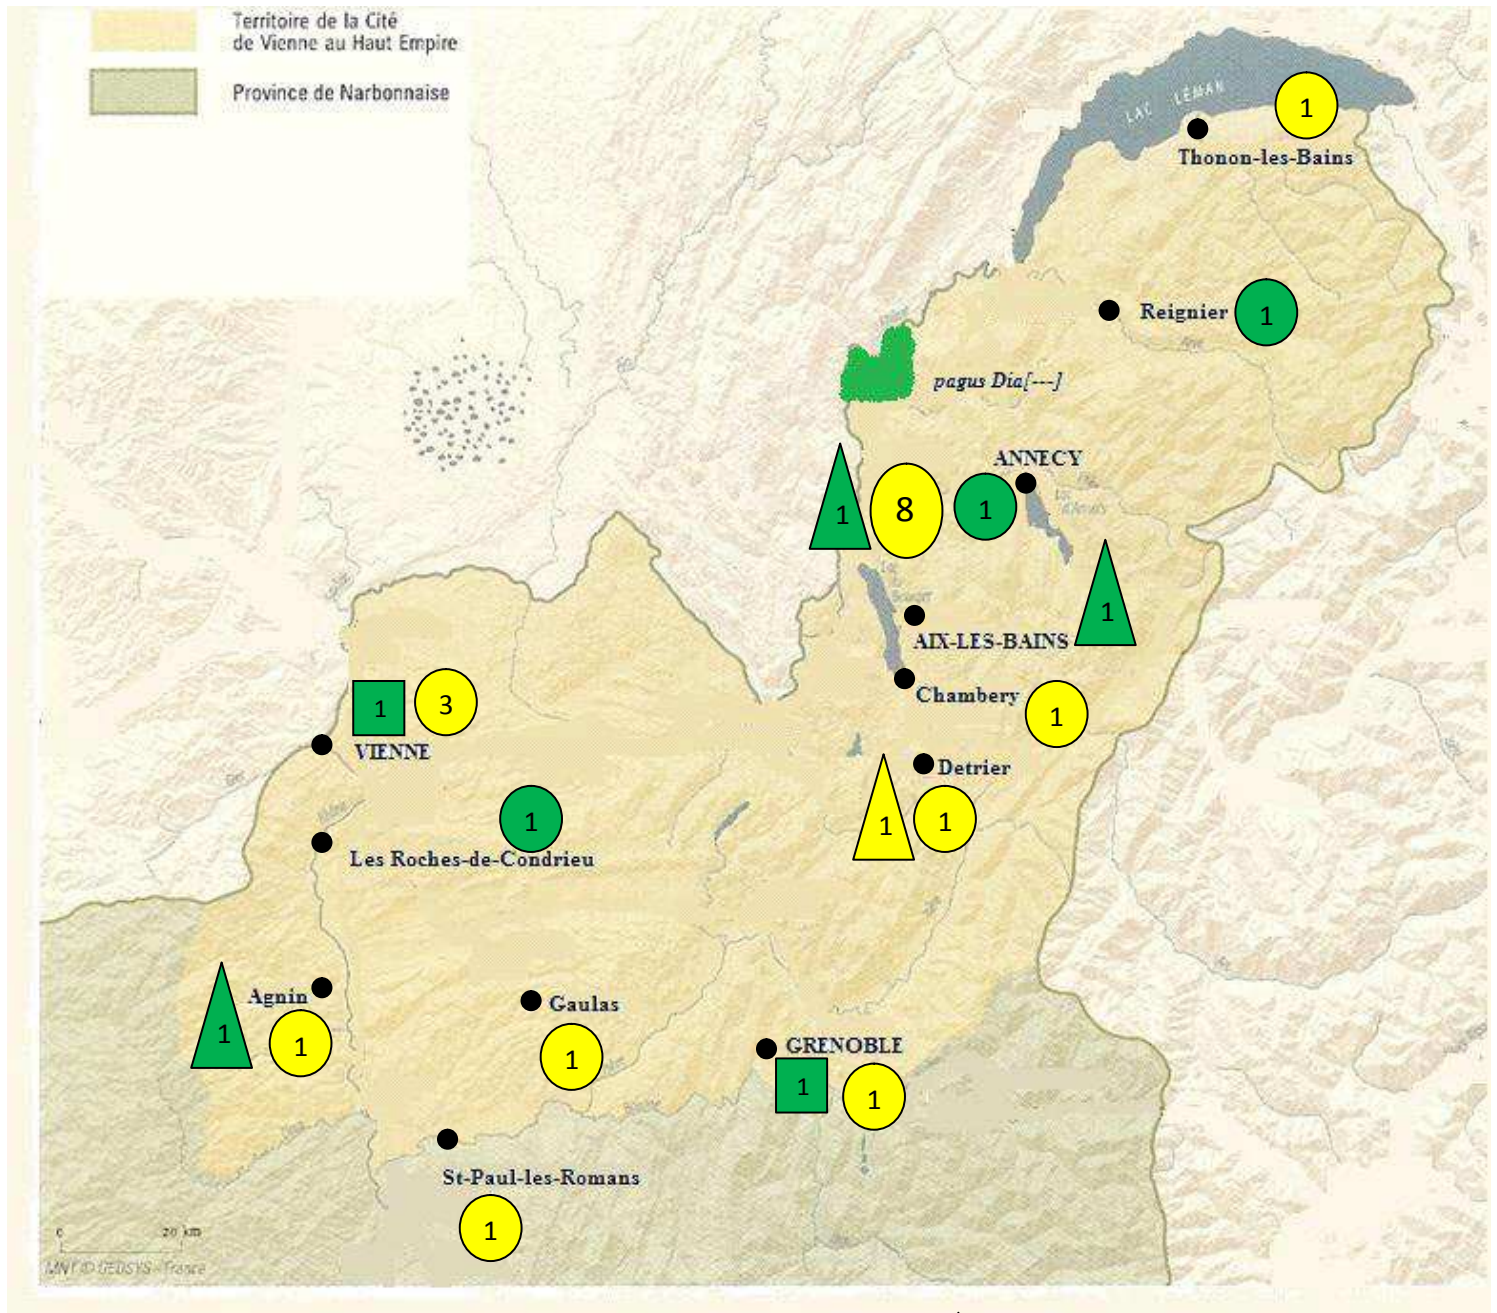 Territoire de la Cité
de Vienne au Haut Empire
Province de Narbonnaise
LAC LÉMAN
1
Thonon-les-Bains
Reignier
1
pagus Dia[---]
ANNECY
1
8
1
1
AIX-LES-BAINS
Chambery
1
1
3
VIENNE
Detrier
1
1
1
Les Roches-de-Condrieu
Agnin
1
1
Gaulas
1
GRENOBLE
1
1
St-Paul-les-Romans
1
0
20 km
MNT © GEOSYS - France